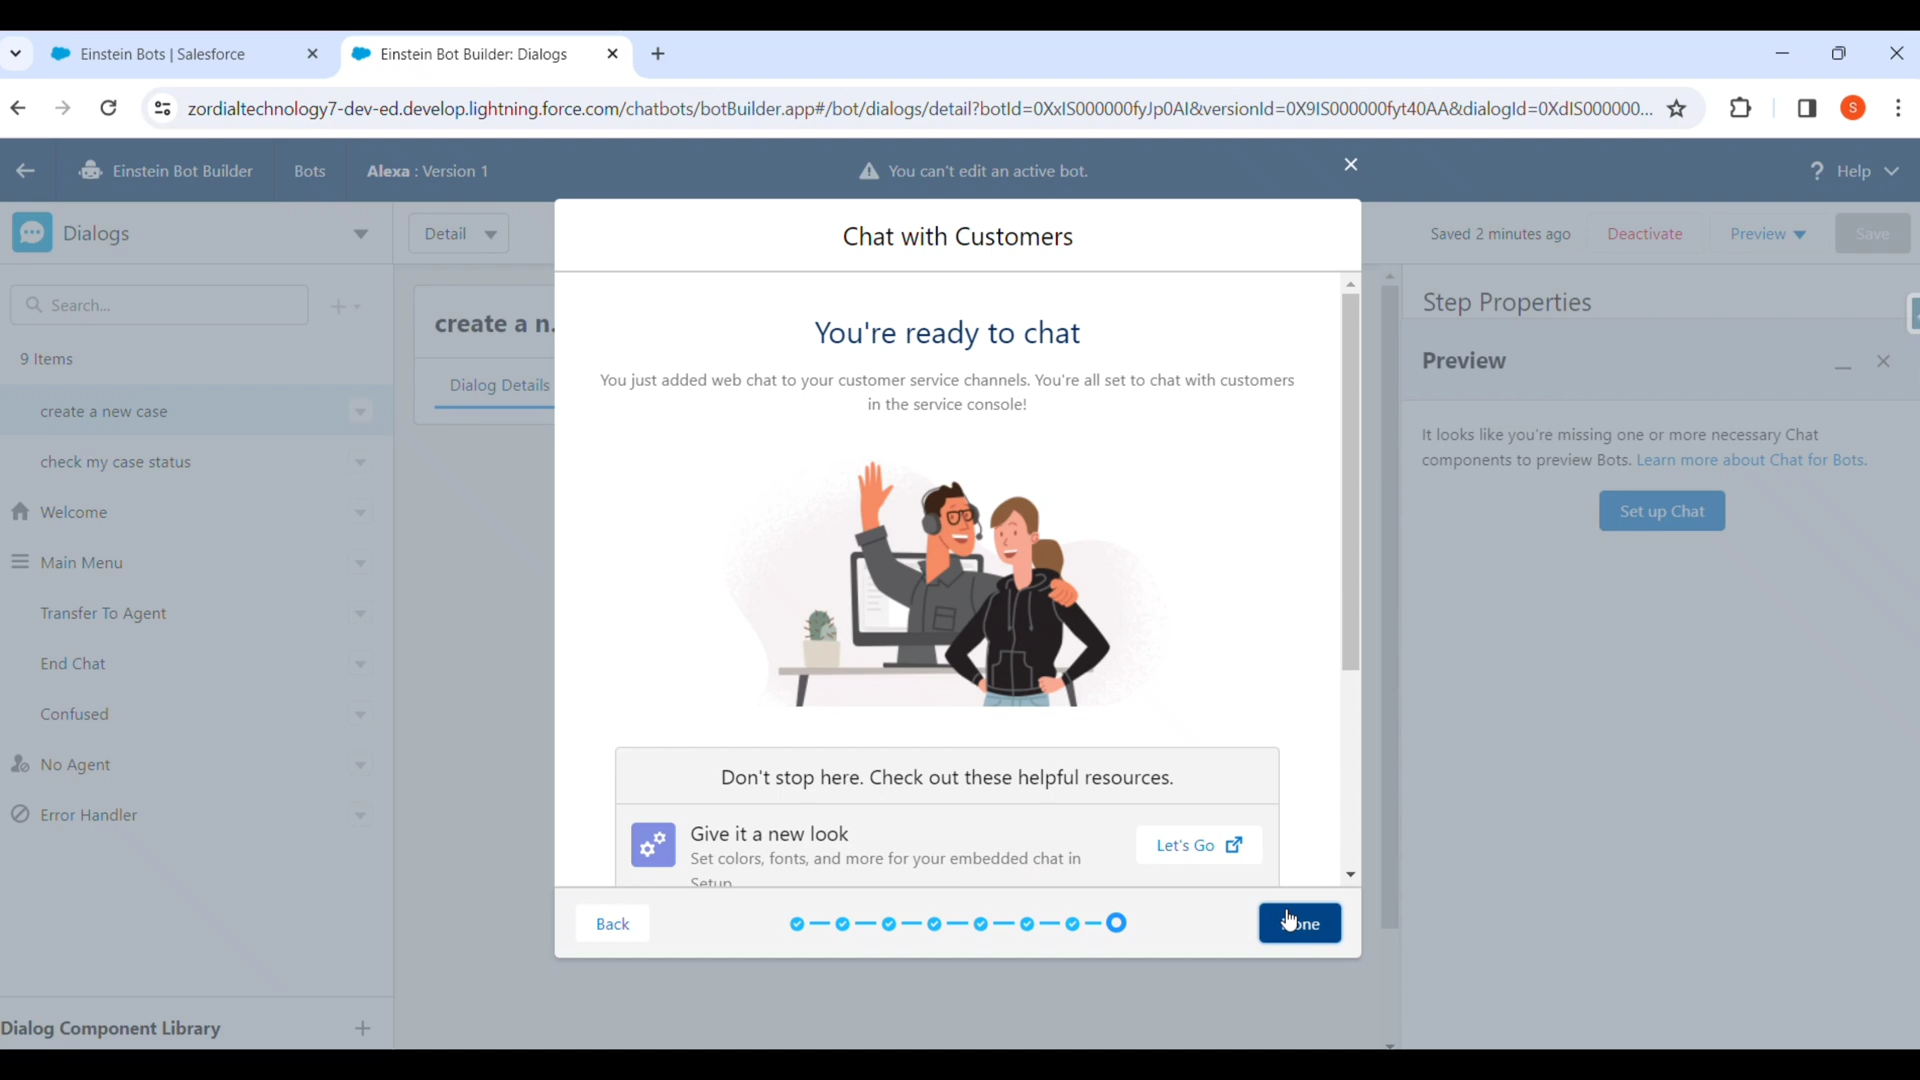 Einstein Bots | Salesforce
Einstein Bot Builder: Dialogs
zordialtechnology7-dev-ed.develop.lightning.force.com/chatbots/botBuilder.app#/bot/dialogs/detail?botId=0XxIS000000fyJp0AI&versionId=0X9IS000000fyt40AA&dialogId=0XdIS000000...
S
Einstein Bot Builder
Bots
Alexa : Version 1
You can't edit an active bot.
? Help
Dialogs
Detail
Saved 2 minutes ago
Deactivate
Preview
Save
Search...
9 Items
create a new case
check my case status
Welcome
Main Menu
Transfer To Agent
End Chat
Confused
No Agent
Error Handler
Dialog Component Library
create a n.
Dialog Details
Chat with Customers
You're ready to chat
You just added web chat to your customer service channels. You're all set to chat with customers
in the service console!
Don't stop here. Check out these helpful resources.
Give it a new look
Set colors, fonts, and more for your embedded chat in
Setup
Let's Go
Back
Step Properties
Preview
It looks like you're missing one or more necessary Chat
components to preview Bots. Learn more about Chat for Bots.
Set up Chat